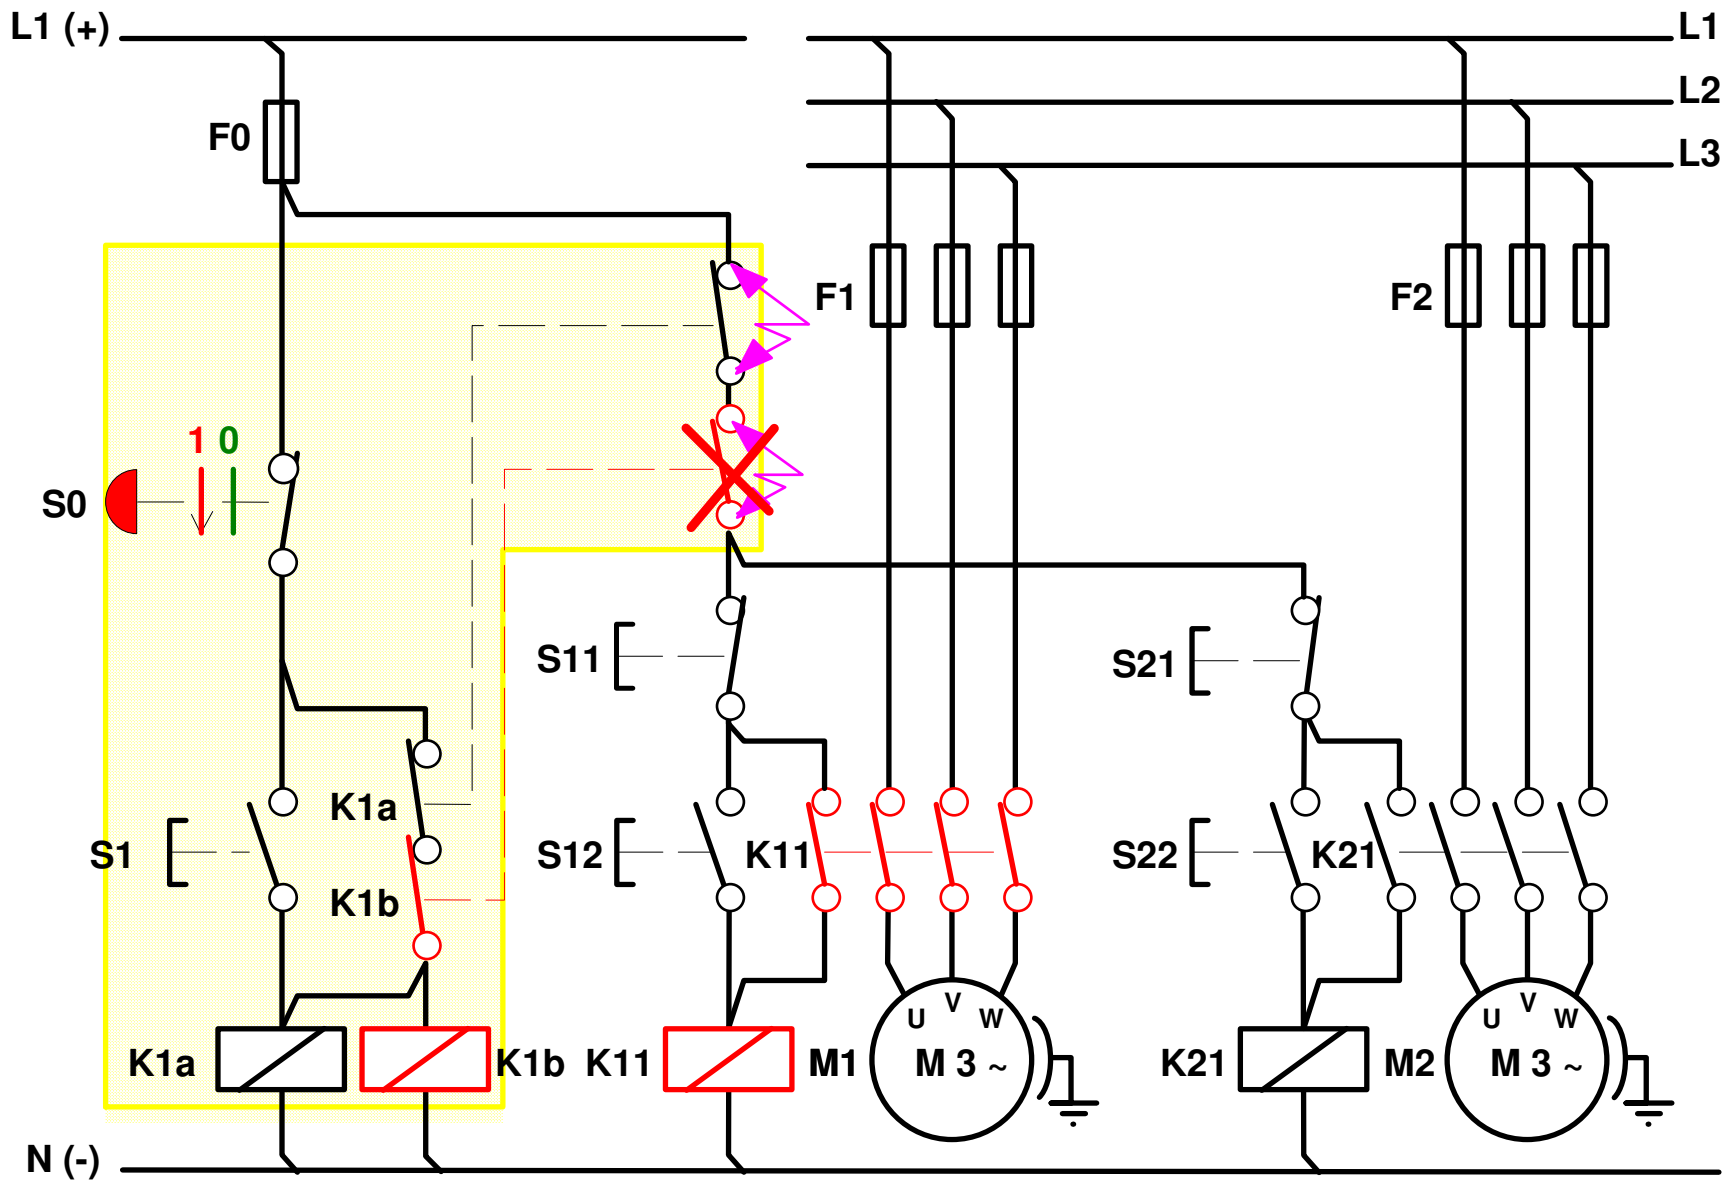 L1 (+)
L1
L2
F0
L3
F1
F2
1 0
S0
S11
S21
K1a
S1
S12
K11
S22
K21
K1b
U V W
U V W
K1a
K1b
K11
M1
M 3 ~
K21
M2
M 3 ~
N (-)